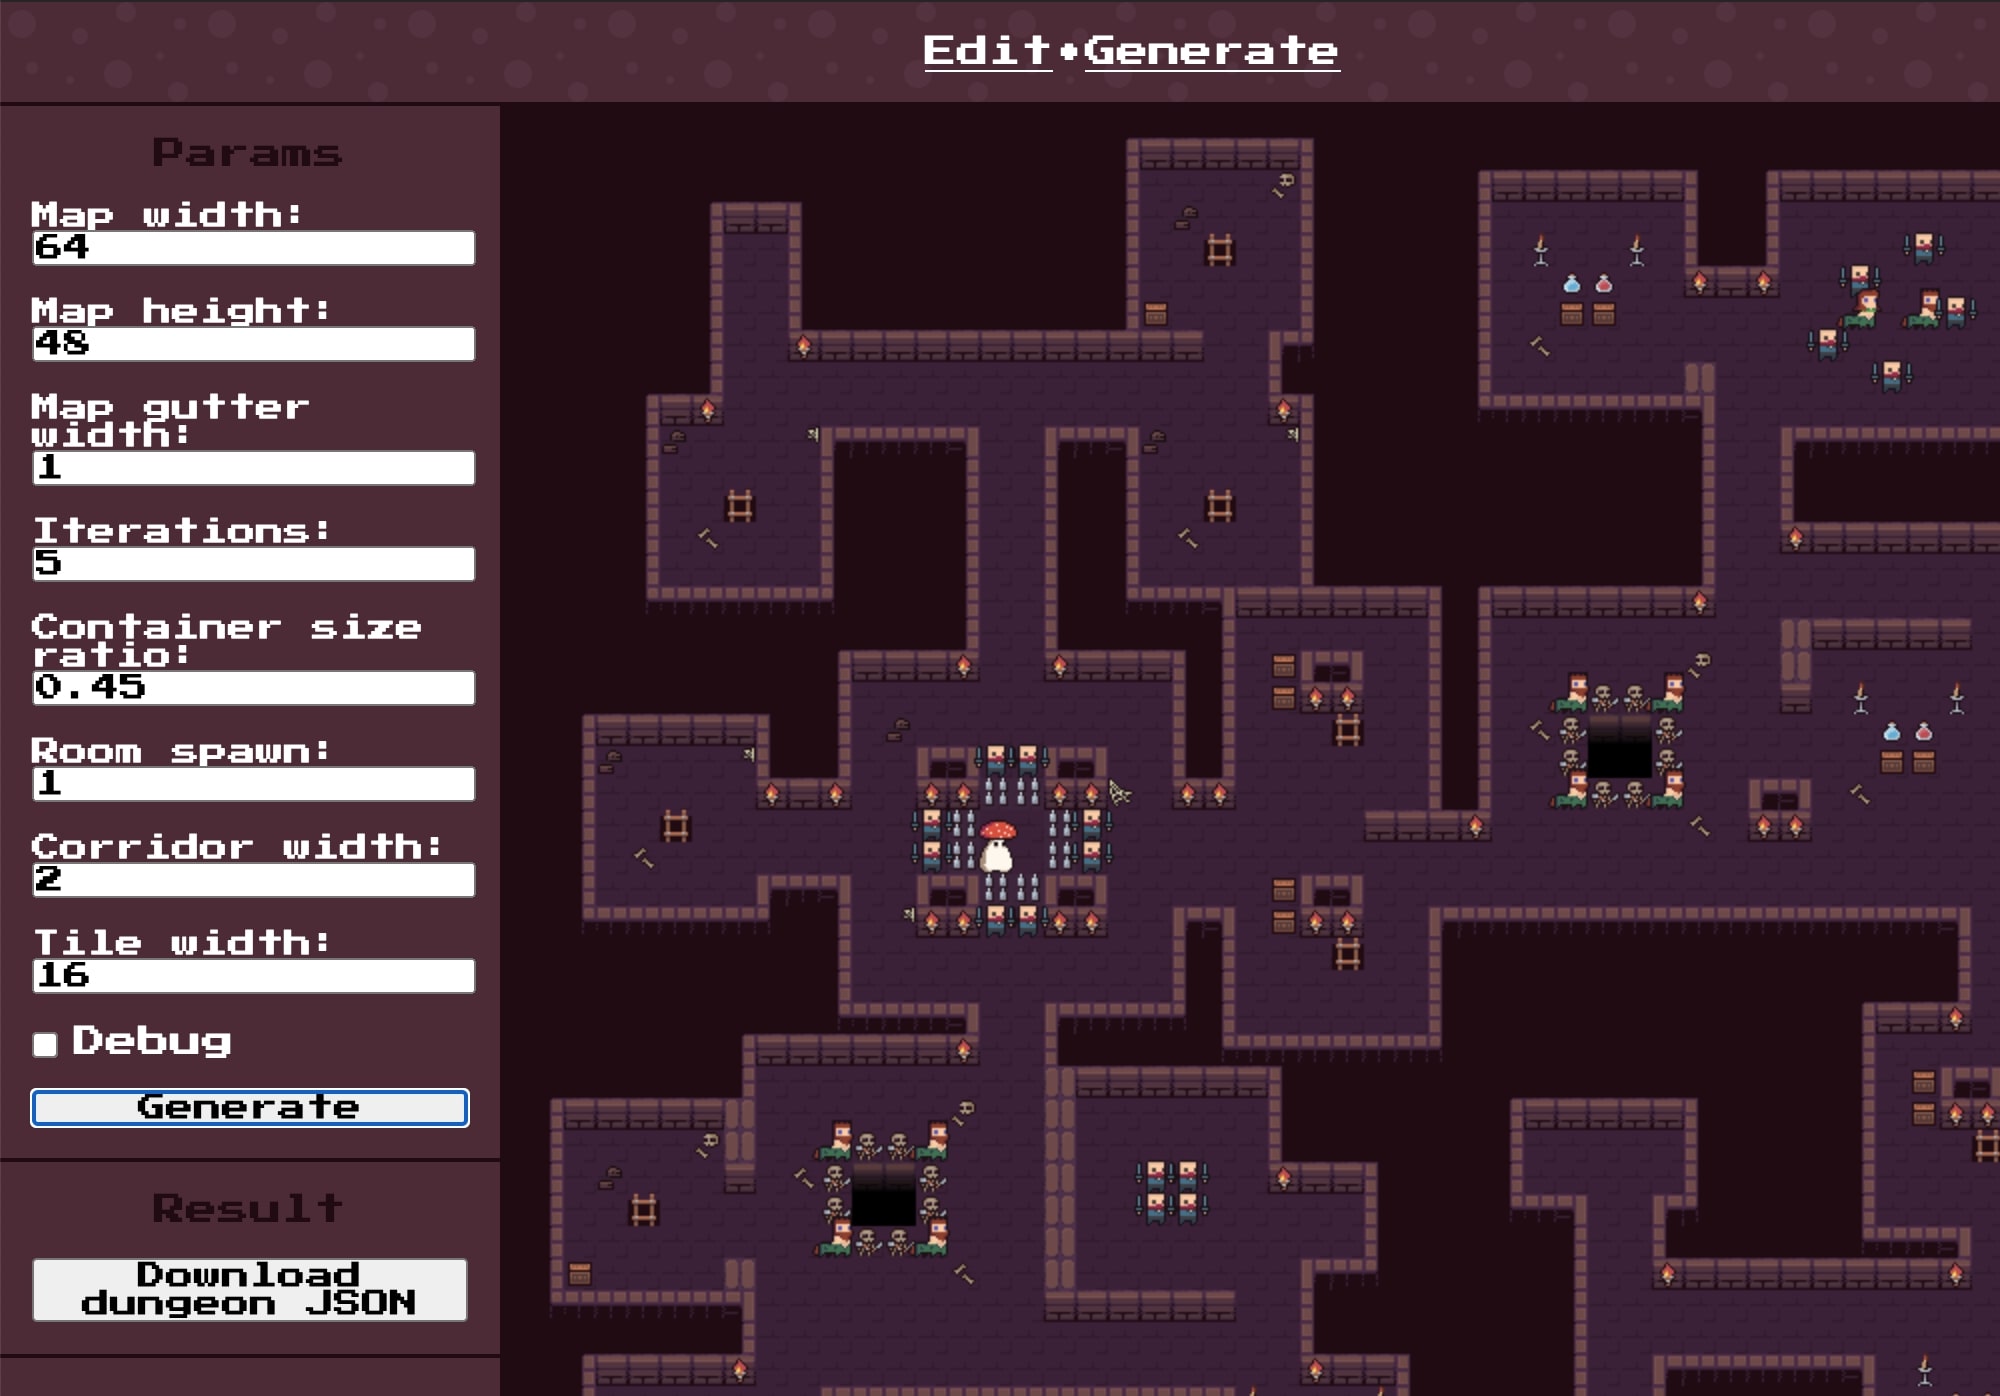 Edit•Generate
Params
Map width:
64
Map height:
48
Map gutter
width:
1
Iterations:
5
Container size
ratio:
0.45
Room spawn:
1
Corridor width:
2
Tile width:
16
Debug
Generate
Result
Download
dungeon JSON